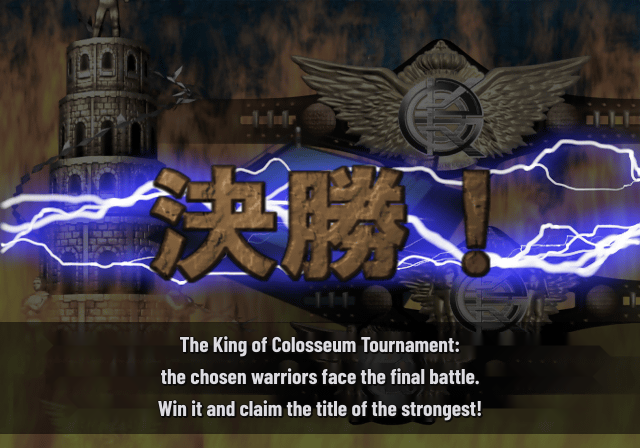 決勝！
The King of Colosseum Tournament:
the chosen warriors face the final battle.
Win it and claim the title of the strongest!